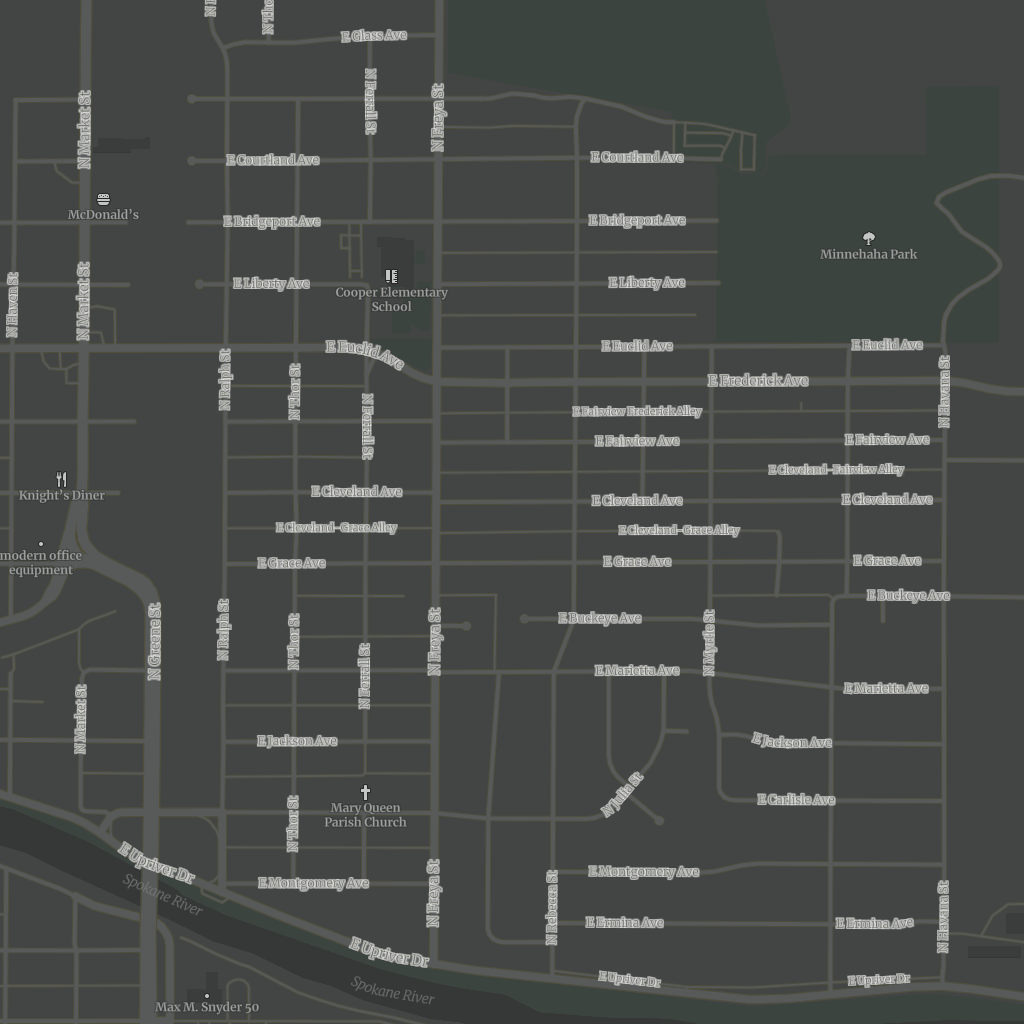 E Glass Ave
N Ferrall St
N Freya St
N Market St
E Courtland Ave
E Courtland Ave
McDonald's
E Bridgeport Ave
E Bridgeport Ave
Minnehaha Park
N Haven St
N Market St
E Liberty Ave
E Liberty Ave
Cooper Elementary
School
E Euclid Ave
E Euclid Ave
E Euclid Ave
N Ralph St
N Thor St
E Frederick Ave
N Havana St
N Ferrall St
E Fairview Frederick Alley
E Fairview Ave
E Fairview Ave
E Cleveland-Fairview Alley
Knight's Diner
E Cleveland Ave
E Cleveland Ave
E Cleveland Ave
E Cleveland-Grace Alley
E Cleveland-Grace Alley
modern office
equipment
E Grace Ave
E Grace Ave
E Grace Ave
E Buckeye Ave
E Buckeye Ave
N Greene St
N Ralph St
N Thor St
N Freya St
N Myrtle St
N Ferrall St
E Marietta Ave
E Marietta Ave
N Market St
E Jackson Ave
E Jackson Ave
N Julia St
E Carlisle Ave
N Thor St
Mary Queen
Parish Church
E Upriver Dr
E Montgomery Ave
E Montgomery Ave
N Freya St
N Rebecca St
N Havana St
Spokane River
E Ermina Ave
E Ermina Ave
E Upriver Dr
E Upriver Dr
E Upriver Dr
Spokane River
Max M. Snyder 50